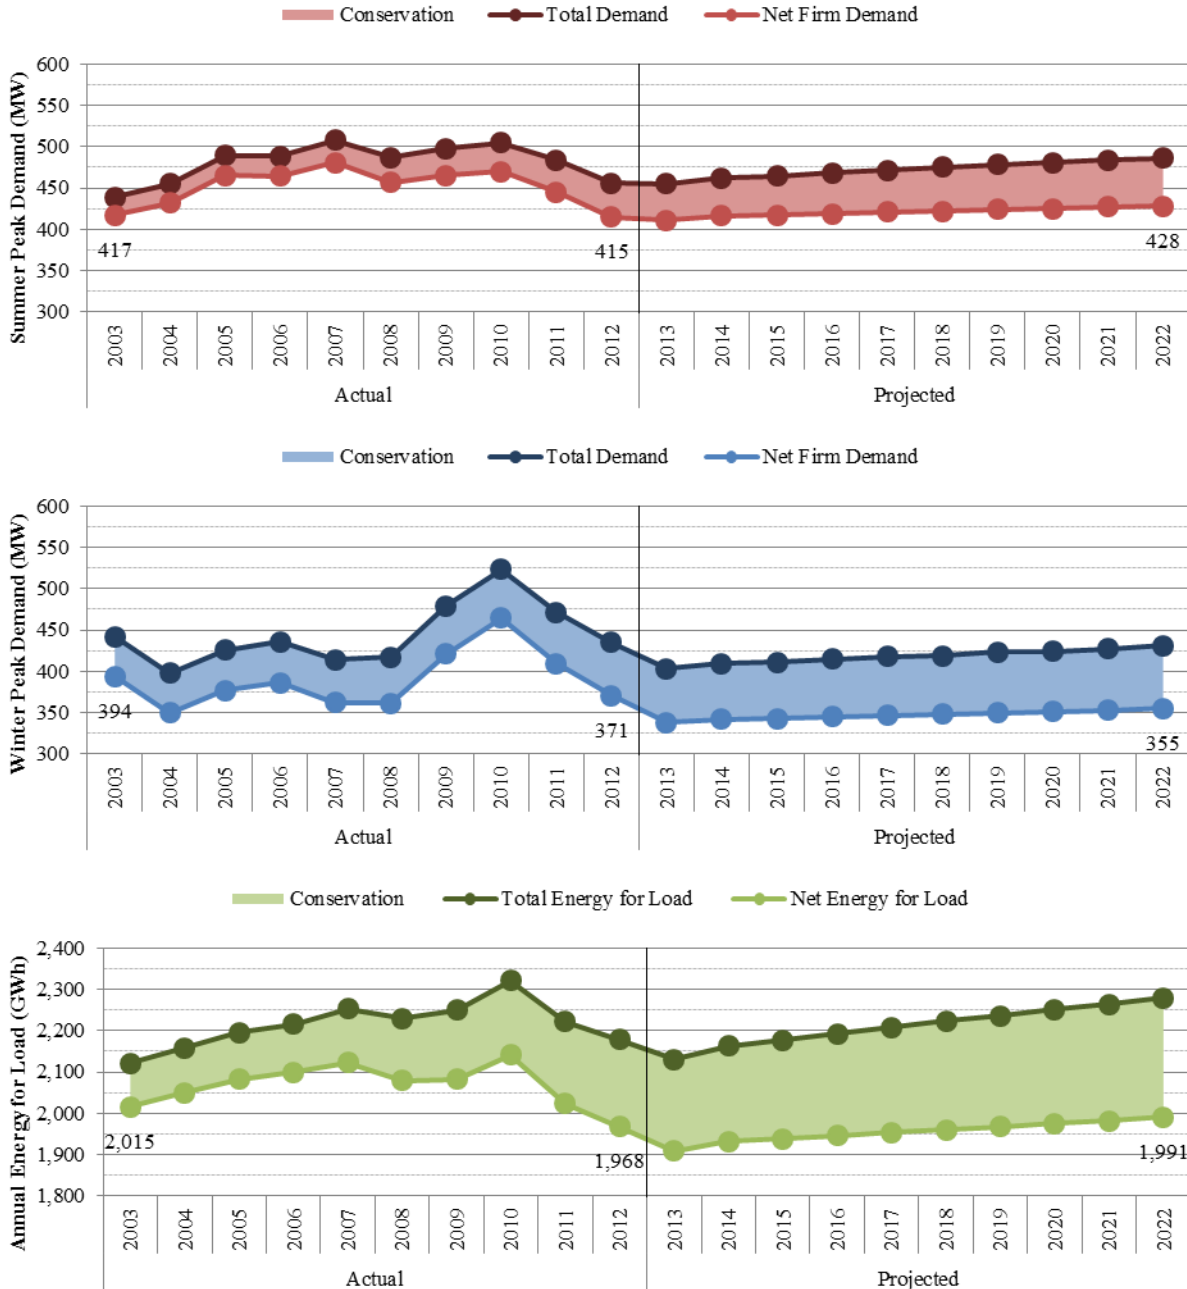 Conservation Total Demand Net Firm Demand
Summer Peak Demand (MW)
600
550
500
450
400
350
300
417
415
428
2003 2004 2005 2006 2007 2008 2009 2010 2011 2012 2013 2014 2015 2016 2017 2018 2019 2020 2021 2022
Actual Projected
Conservation Total Demand Net Firm Demand
Winter Peak Demand (MW)
600
550
500
450
400
350
300
394
371
355
2003 2004 2005 2006 2007 2008 2009 2010 2011 2012 2013 2014 2015 2016 2017 2018 2019 2020 2021 2022
Actual Projected
Conservation Total Energy for Load Net Energy for Load
Annual Energy for Load (GWh)
2,400
2,300
2,200
2,100
2,000
1,900
1,800
2,015
1,968
1,991
2003 2004 2005 2006 2007 2008 2009 2010 2011 2012 2013 2014 2015 2016 2017 2018 2019 2020 2021 2022
Actual Projected